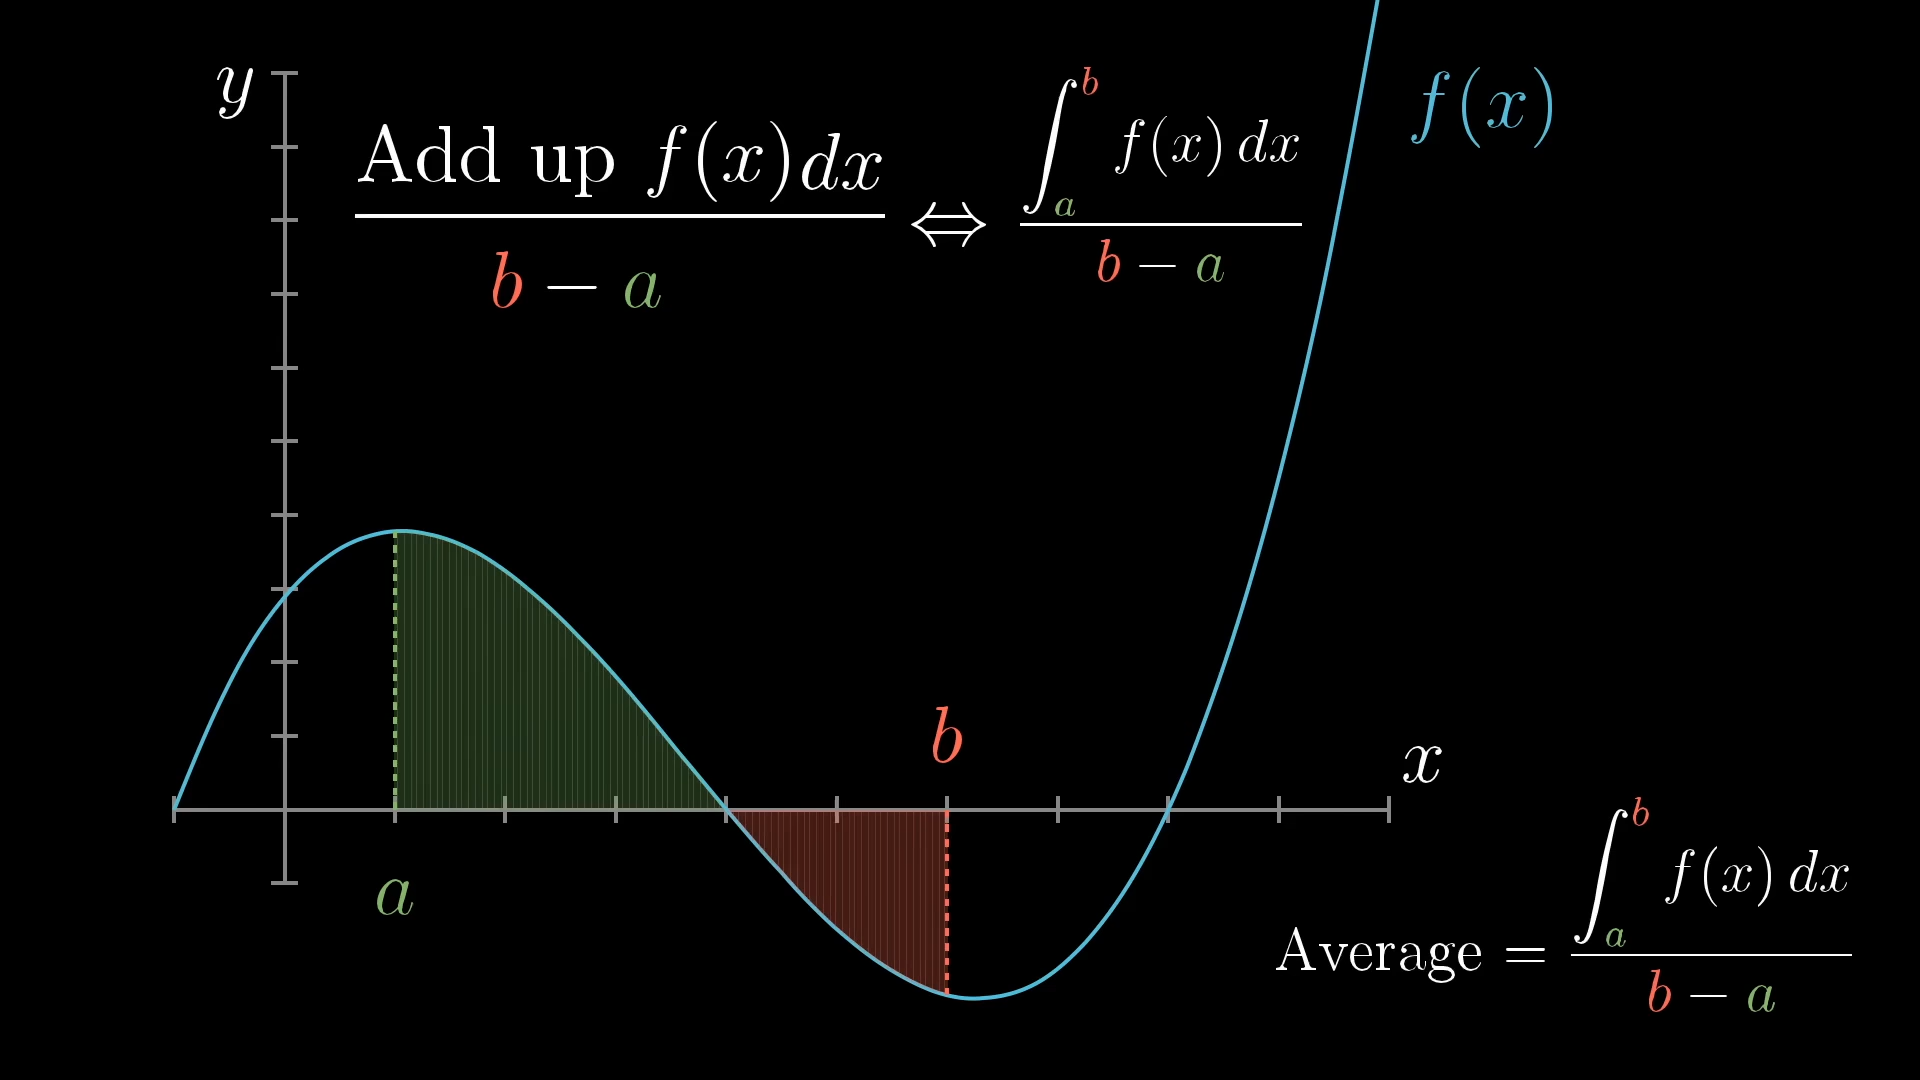 y
Add up f(x)dx / b − a ⇔ ∫_a^b f(x) dx / b − a
f(x)
b
x
a
Average = ∫_a^b f(x) dx / b − a